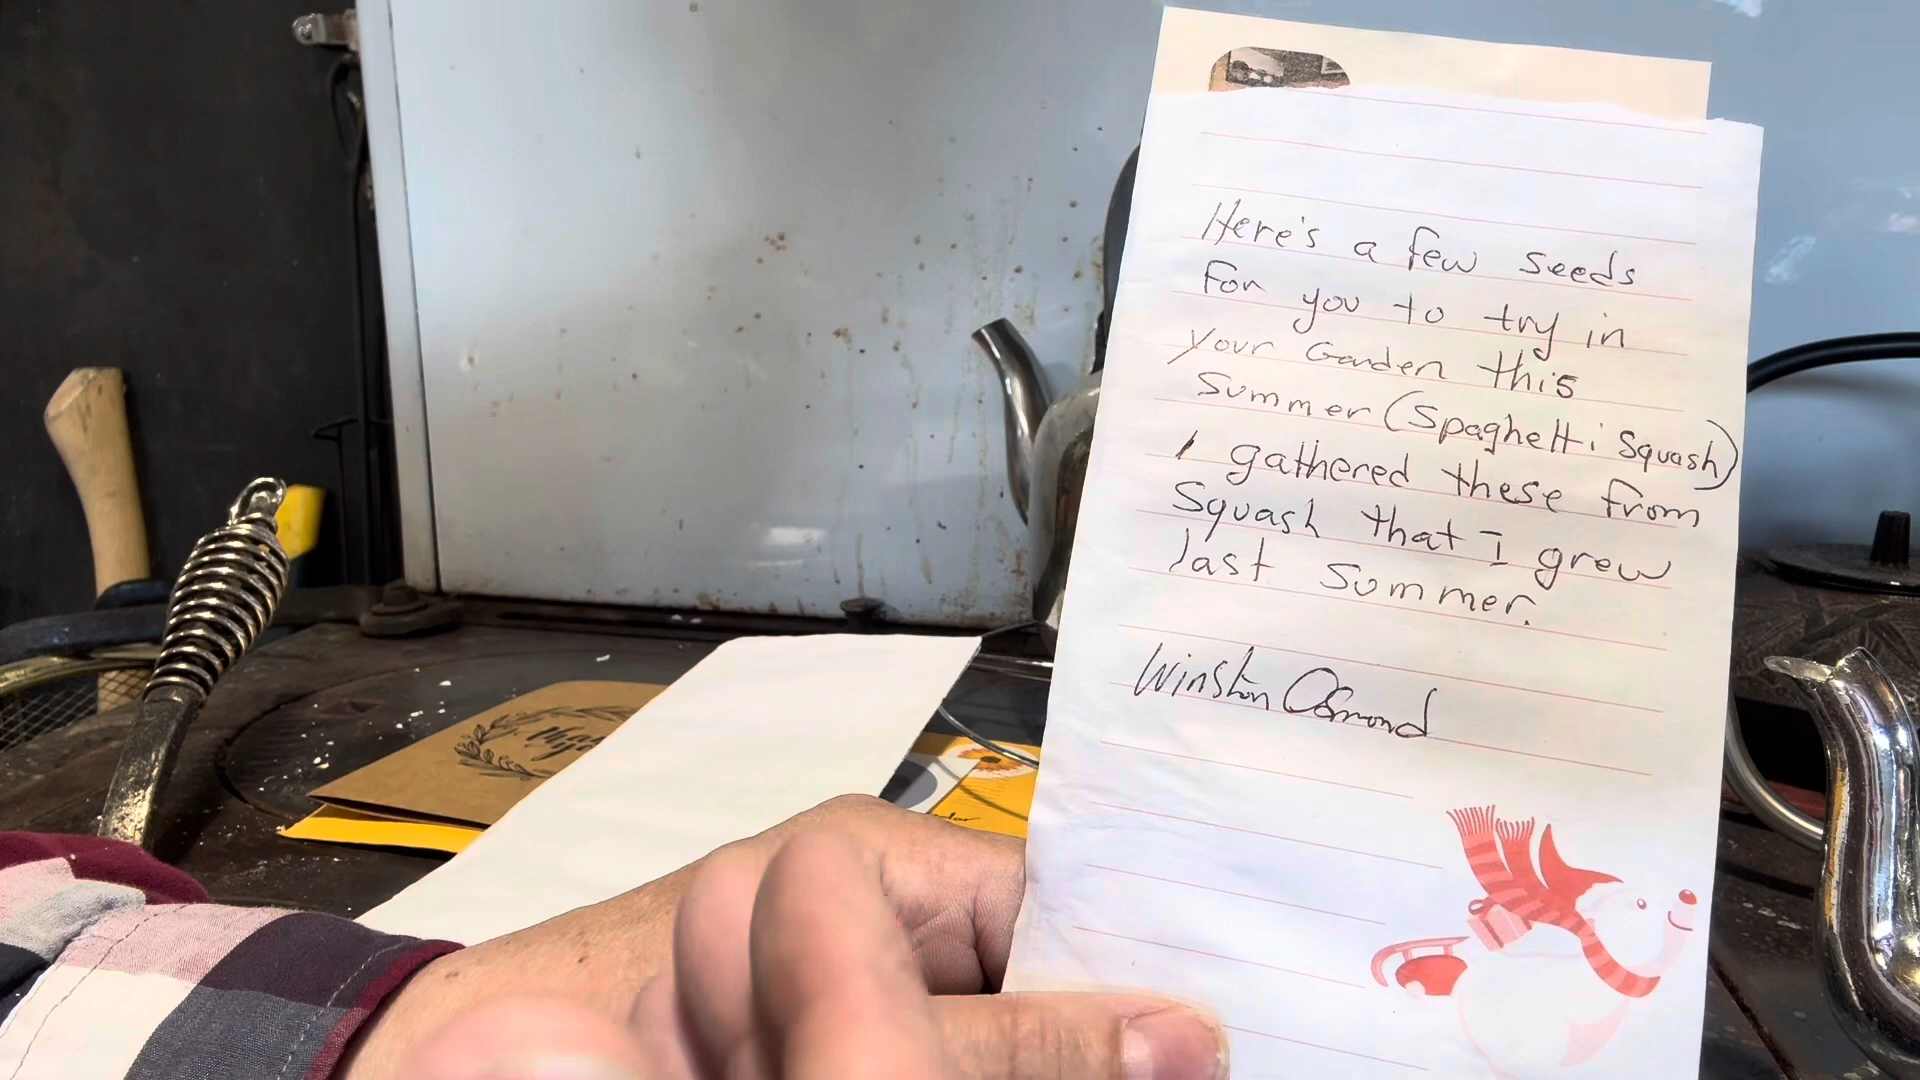 Here's a few seeds
For you to try in
your Garden this
Summer (Spaghetti Squash)
I gathered these from
Squash that I grew
last summer.
Winston Osmond